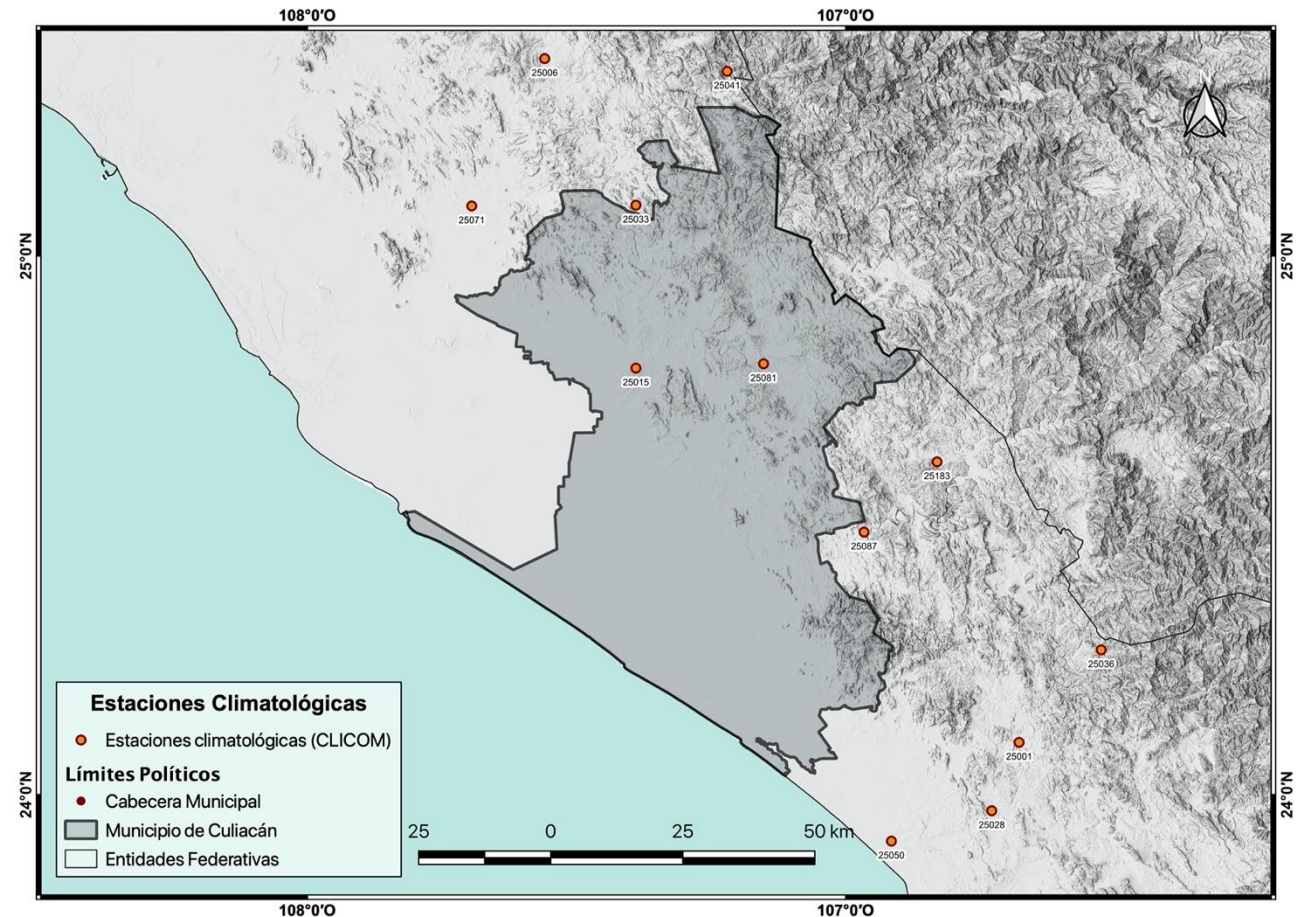 108°0'O 107°0'O
N
25006
25041
25071
25033
25°0'N 25°0'N
25015
25081
25183
25087
25036
25001
24°0'N 24°0'N
25028
25050
Estaciones Climatológicas
Estaciones climatológicas (CLICOM)
Límites Políticos
Cabecera Municipal
Municipio de Culiacán
Entidades Federativas
25 0 25 50 km
108°0'O 107°0'O